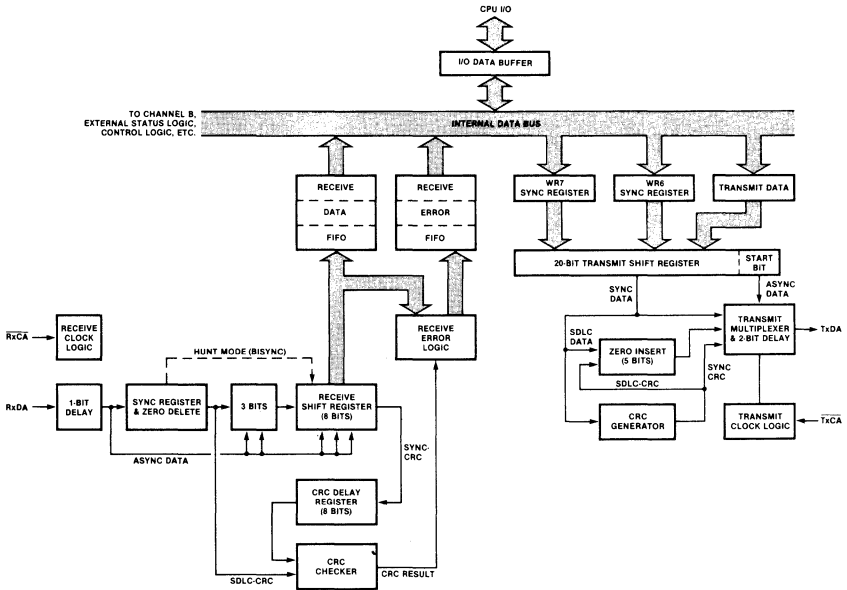 CPU I/O
I/O DATA BUFFER
TO CHANNEL B,
EXTERNAL STATUS LOGIC,
CONTROL LOGIC, ETC.
INTERNAL DATA BUS
RECEIVE
DATA
FIFO
RECEIVE
ERROR
FIFO
WR7
SYNC REGISTER
WR6
SYNC REGISTER
TRANSMIT DATA
20-BIT TRANSMIT SHIFT REGISTER
START
BIT
SYNC
DATA
ASYNC
DATA
RxCA
RECEIVE
CLOCK
LOGIC
RECEIVE
ERROR
LOGIC
HUNT MODE (BISYNC)
RxDA
1-BIT
DELAY
SYNC REGISTER
& ZERO DELETE
3 BITS
RECEIVE
SHIFT REGISTER
(8 BITS)
ASYNC DATA
SYNC-
CRC
CRC DELAY
REGISTER
(8 BITS)
CRC
CHECKER
SDLC-CRC
CRC RESULT
SDLC
DATA
ZERO INSERT
(5 BITS)
SDLC-CRC
CRC
GENERATOR
SYNC
CRC
TRANSMIT
MULTIPLEXER
& 2-BIT DELAY
TxDA
TRANSMIT
CLOCK LOGIC
TxCA